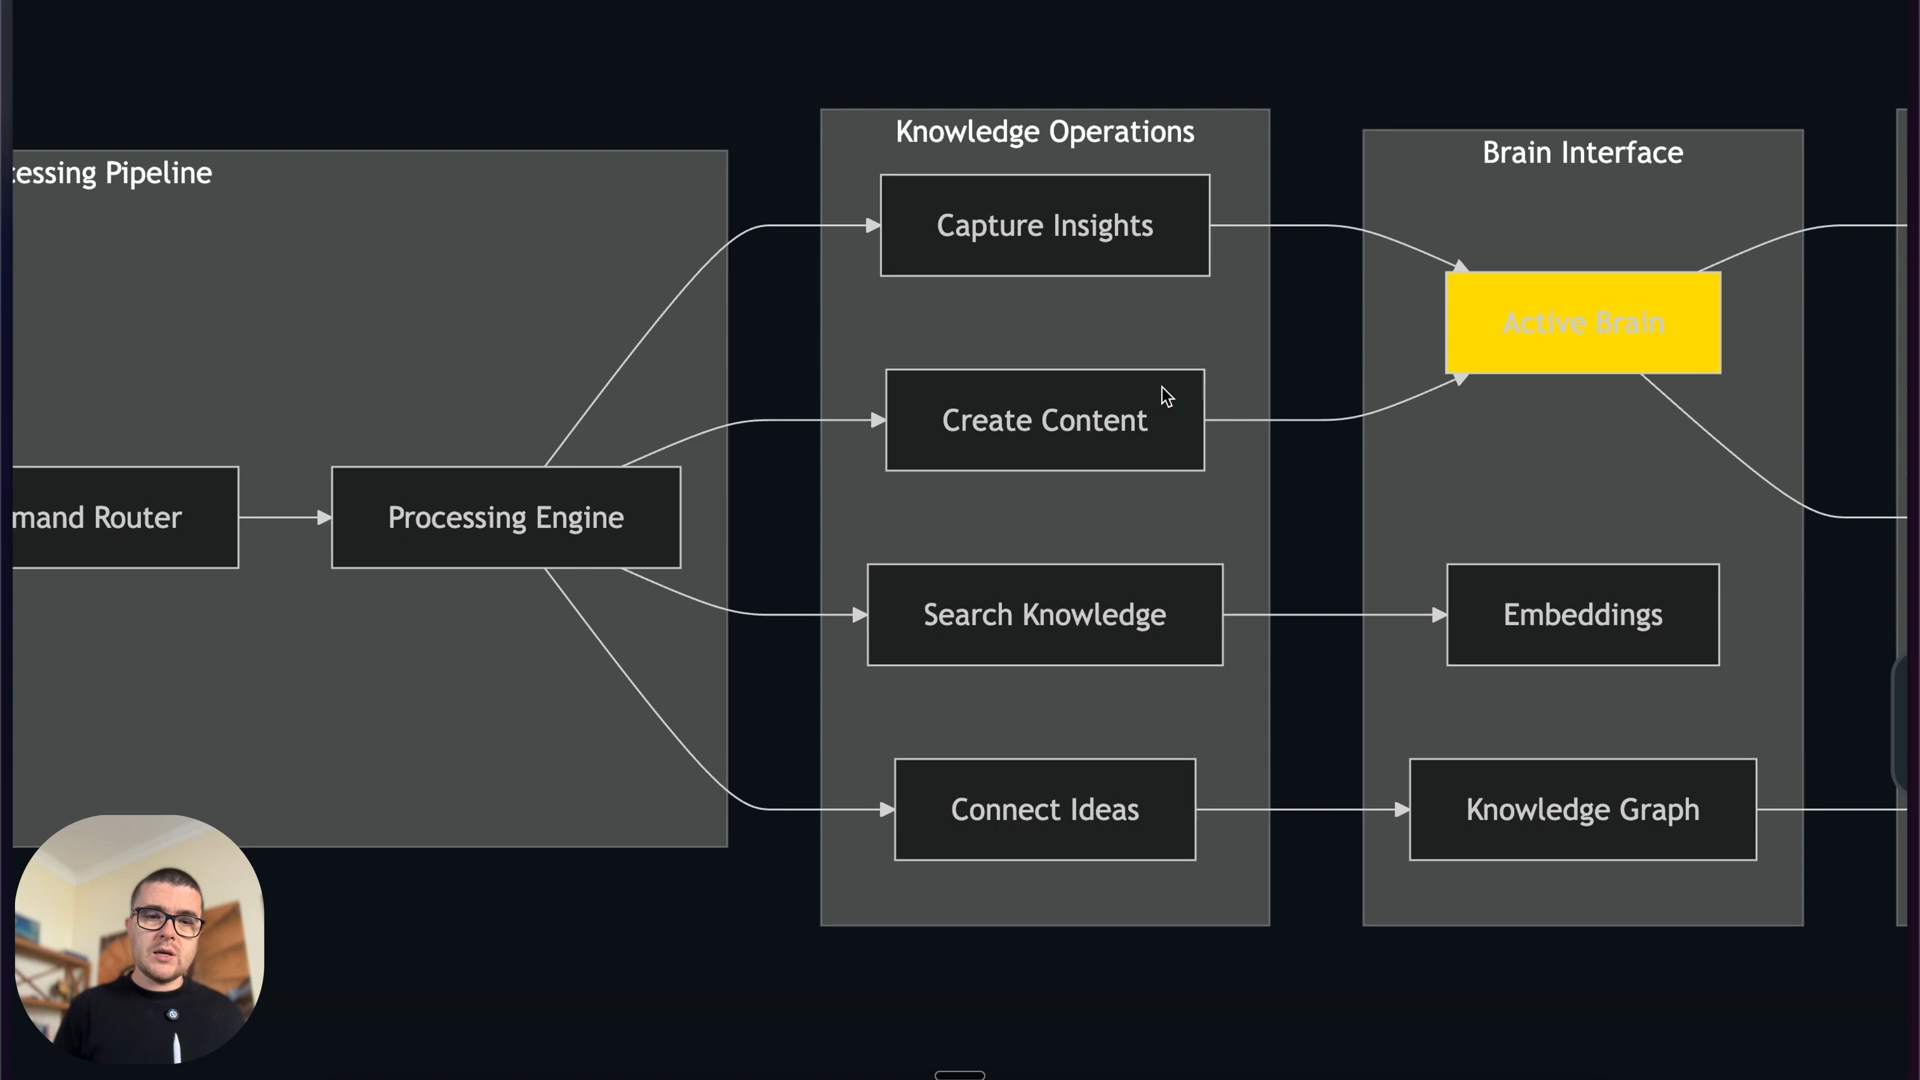 cessing Pipeline
mand Router
Processing Engine
Knowledge Operations
Capture Insights
Create Content
Search Knowledge
Connect Ideas
Brain Interface
Active Brain
Embeddings
Knowledge Graph